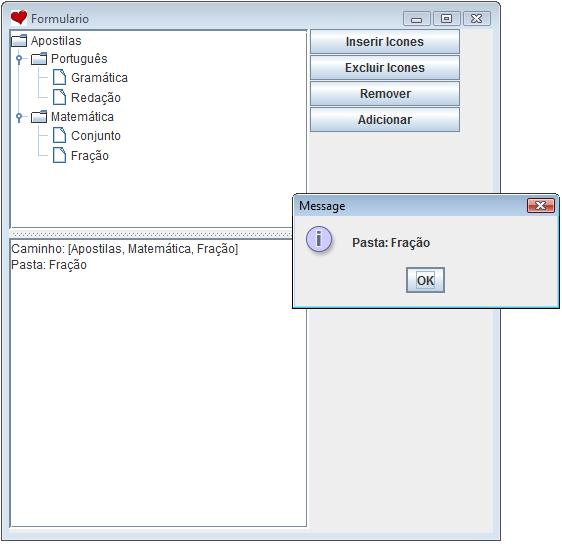 Formulario
Apostilas
Português
Gramática
Redação
Matemática
Conjunto
Fração
Inserir Icones
Excluir Icones
Remover
Adicionar
Message
Pasta: Fração
OK
Caminho: [Apostilas, Matemática, Fração]
Pasta: Fração